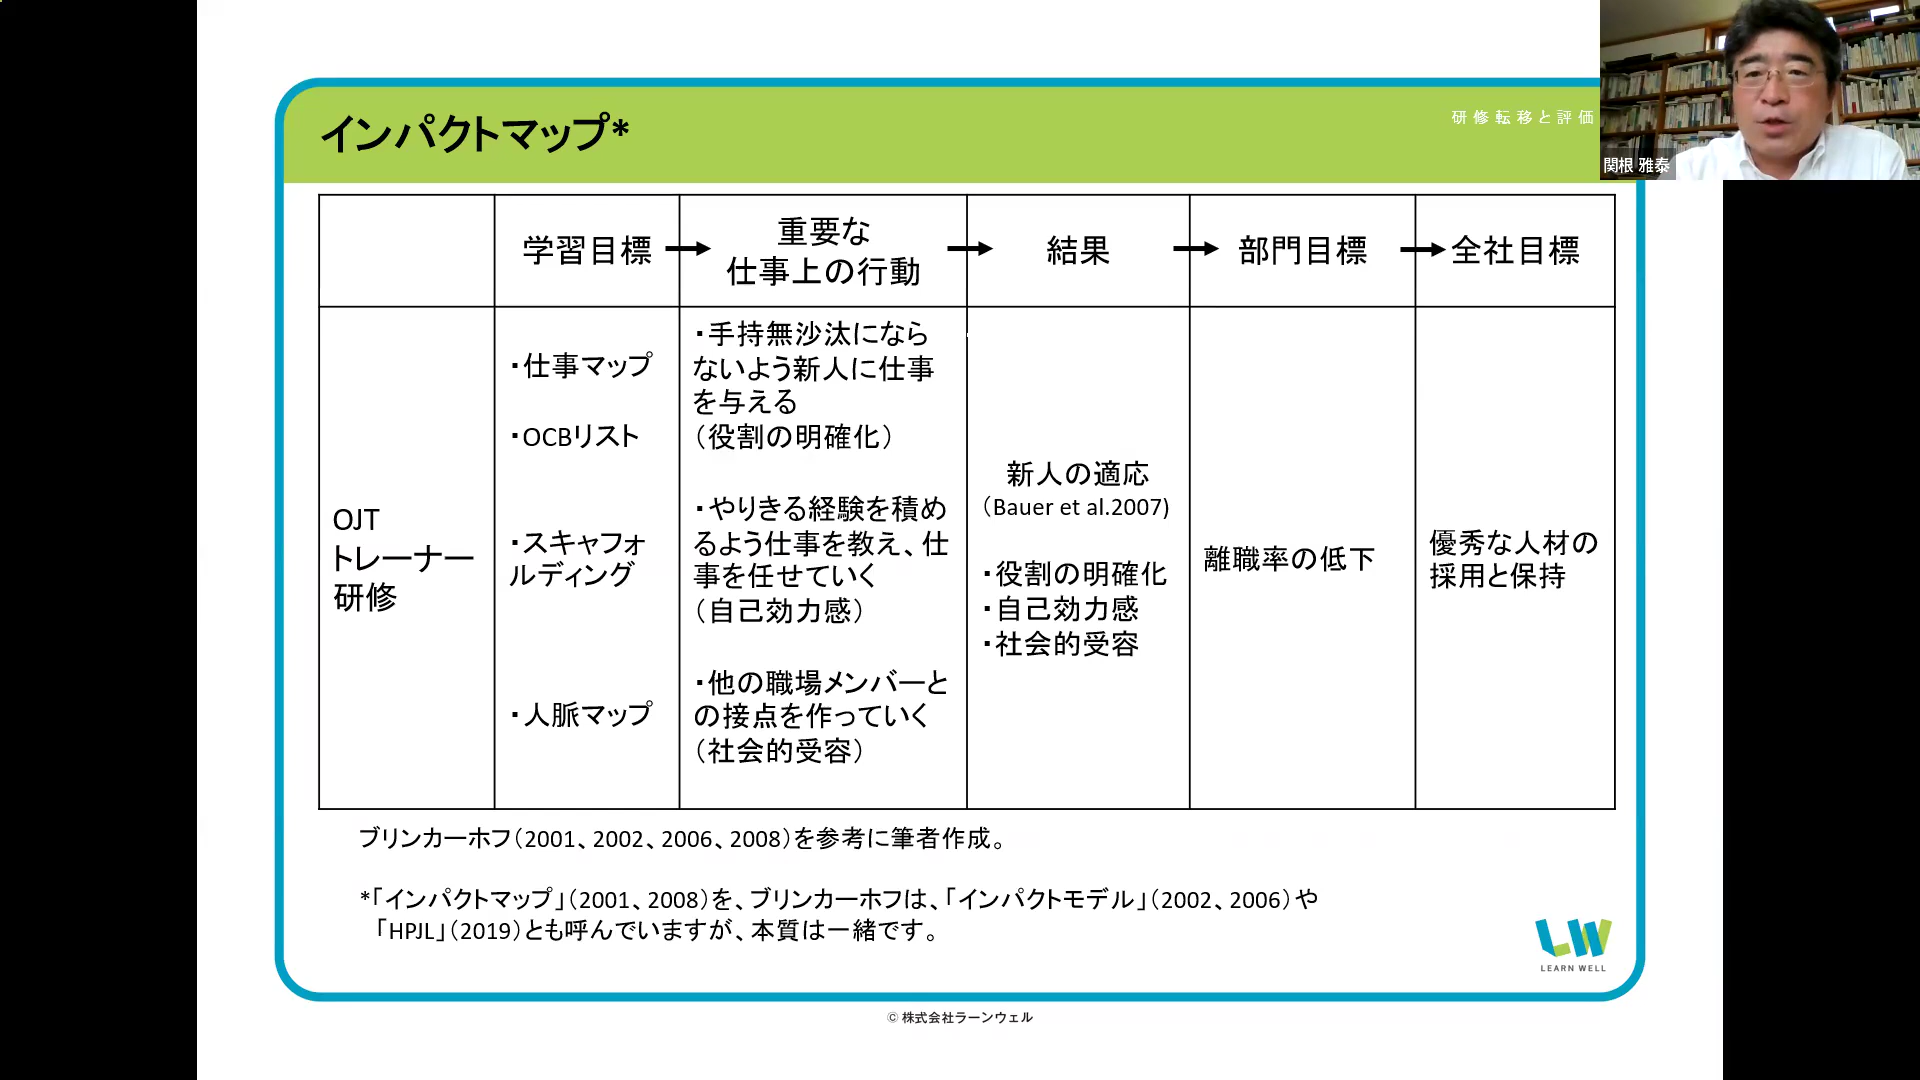 インパクトマップ*
研修転移と評価
関根 雅泰
学習目標
重要な
仕事上の行動
結果
部門目標
全社目標
OJT
トレーナー
研修
・仕事マップ
・OCBリスト
・スキャフォ
ルディング
・人脈マップ
・手持無沙汰になら
ないよう新人に仕事
を与える
（役割の明確化）
・やりきる経験を積め
るよう仕事を教え、仕
事を任せていく
（自己効力感）
・他の職場メンバーと
の接点を作っていく
（社会的受容）
新人の適応
（Bauer et al.2007)
・役割の明確化
・自己効力感
・社会的受容
離職率の低下
優秀な人材の
採用と保持
ブリンカーホフ（2001、2002、2006、2008）を参考に筆者作成。
*「インパクトマップ」（2001、2008）を、ブリンカーホフは、「インパクトモデル」（2002、2006）や
「HPJL」（2019）とも呼んでいますが、本質は一緒です。
LW
LEARN WELL
© 株式会社ラーンウェル